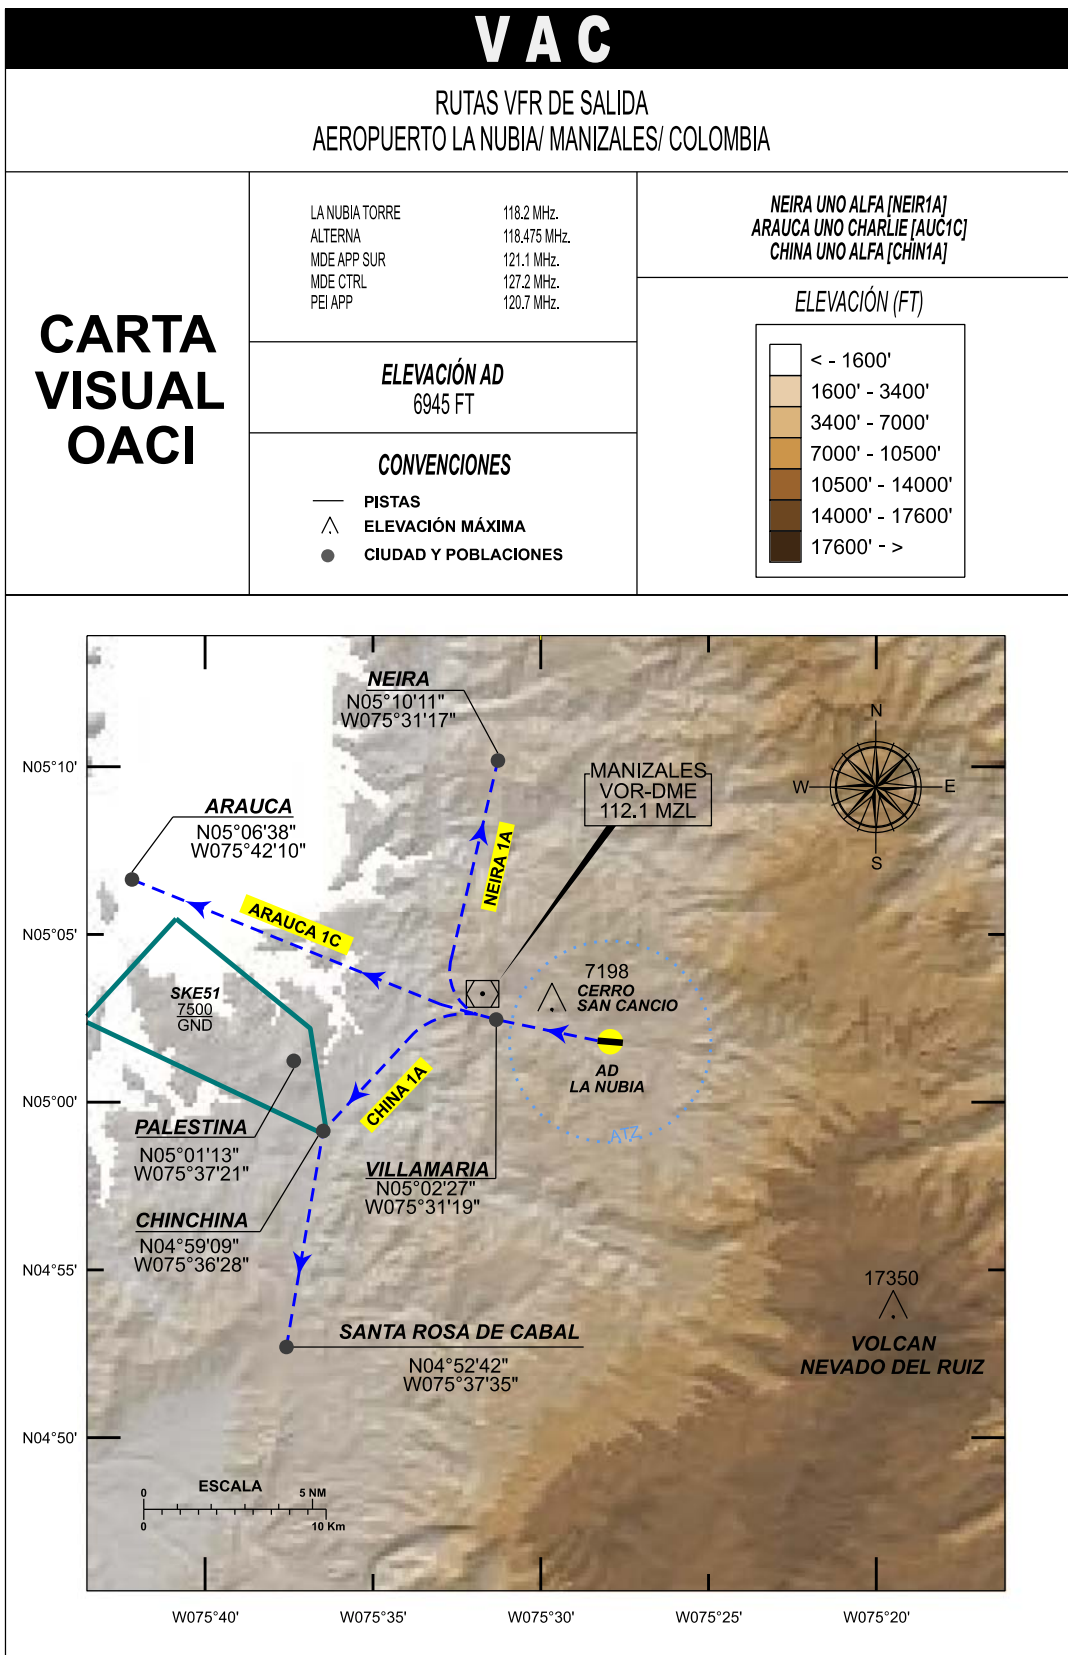 VAC
RUTAS VFR DE SALIDA
AEROPUERTO LA NUBIA/ MANIZALES/ COLOMBIA
CARTA
VISUAL
OACI
LA NUBIA TORRE 118.2 MHz.
ALTERNA 118.475 MHz.
MDE APP SUR 121.1 MHz.
MDE CTRL 127.2 MHz.
PEI APP 120.7 MHz.
ELEVACIÓN AD
6945 FT
CONVENCIONES
PISTAS
ELEVACIÓN MÁXIMA
CIUDAD Y POBLACIONES
NEIRA UNO ALFA [NEIR1A]
ARAUCA UNO CHARLIE [AUC1C]
CHINA UNO ALFA [CHIN1A]
ELEVACIÓN (FT)
< - 1600'
1600' - 3400'
3400' - 7000'
7000' - 10500'
10500' - 14000'
14000' - 17600'
17600' - >
NEIRA
N05°10'11"
W075°31'17"
MANIZALES
VOR-DME
112.1 MZL
N
W
E
S
ARAUCA
N05°06'38"
W075°42'10"
NEIRA 1A
ARAUCA 1C
7198
CERRO
SAN CANCIO
SKE51
7500
GND
AD
LA NUBIA
CHINA 1A
ATZ
PALESTINA
N05°01'13"
W075°37'21"
VILLAMARIA
N05°02'27"
W075°31'19"
CHINCHINA
N04°59'09"
W075°36'28"
17350
VOLCAN
NEVADO DEL RUIZ
SANTA ROSA DE CABAL
N04°52'42"
W075°37'35"
ESCALA
0 5 NM
0 10 Km
N05°10'
N05°05'
N05°00'
N04°55'
N04°50'
W075°40'
W075°35'
W075°30'
W075°25'
W075°20'